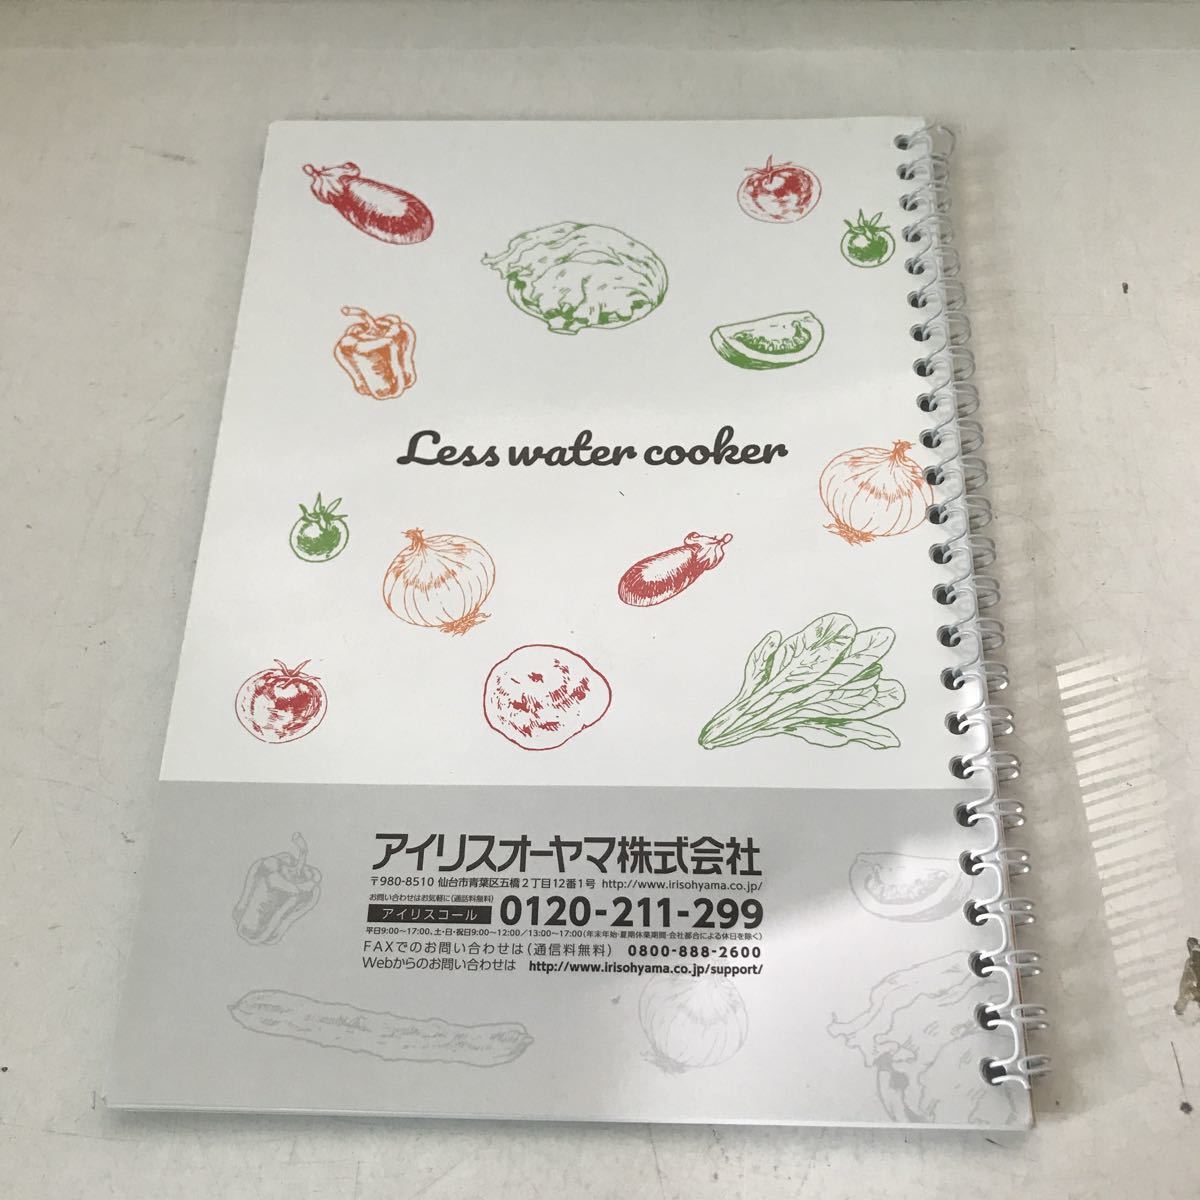 Less water cooker
アイリスオーヤマ株式会社
〒980-8510 仙台市青葉区五橋2丁目12番1号 http://www.irisohyama.co.jp/
お問い合わせはお気軽に(通話料無料)
アイリスコール 0120-211-299
平日9:00〜17:00、土・日・祝日9:00〜12:00/13:00〜17:00(年末年始・夏期休業期間・会社都合による休日を除く)
FAXでのお問い合わせは(通信料無料) 0800-888-2600
Webからのお問い合わせは http://www.irisohyama.co.jp/support/